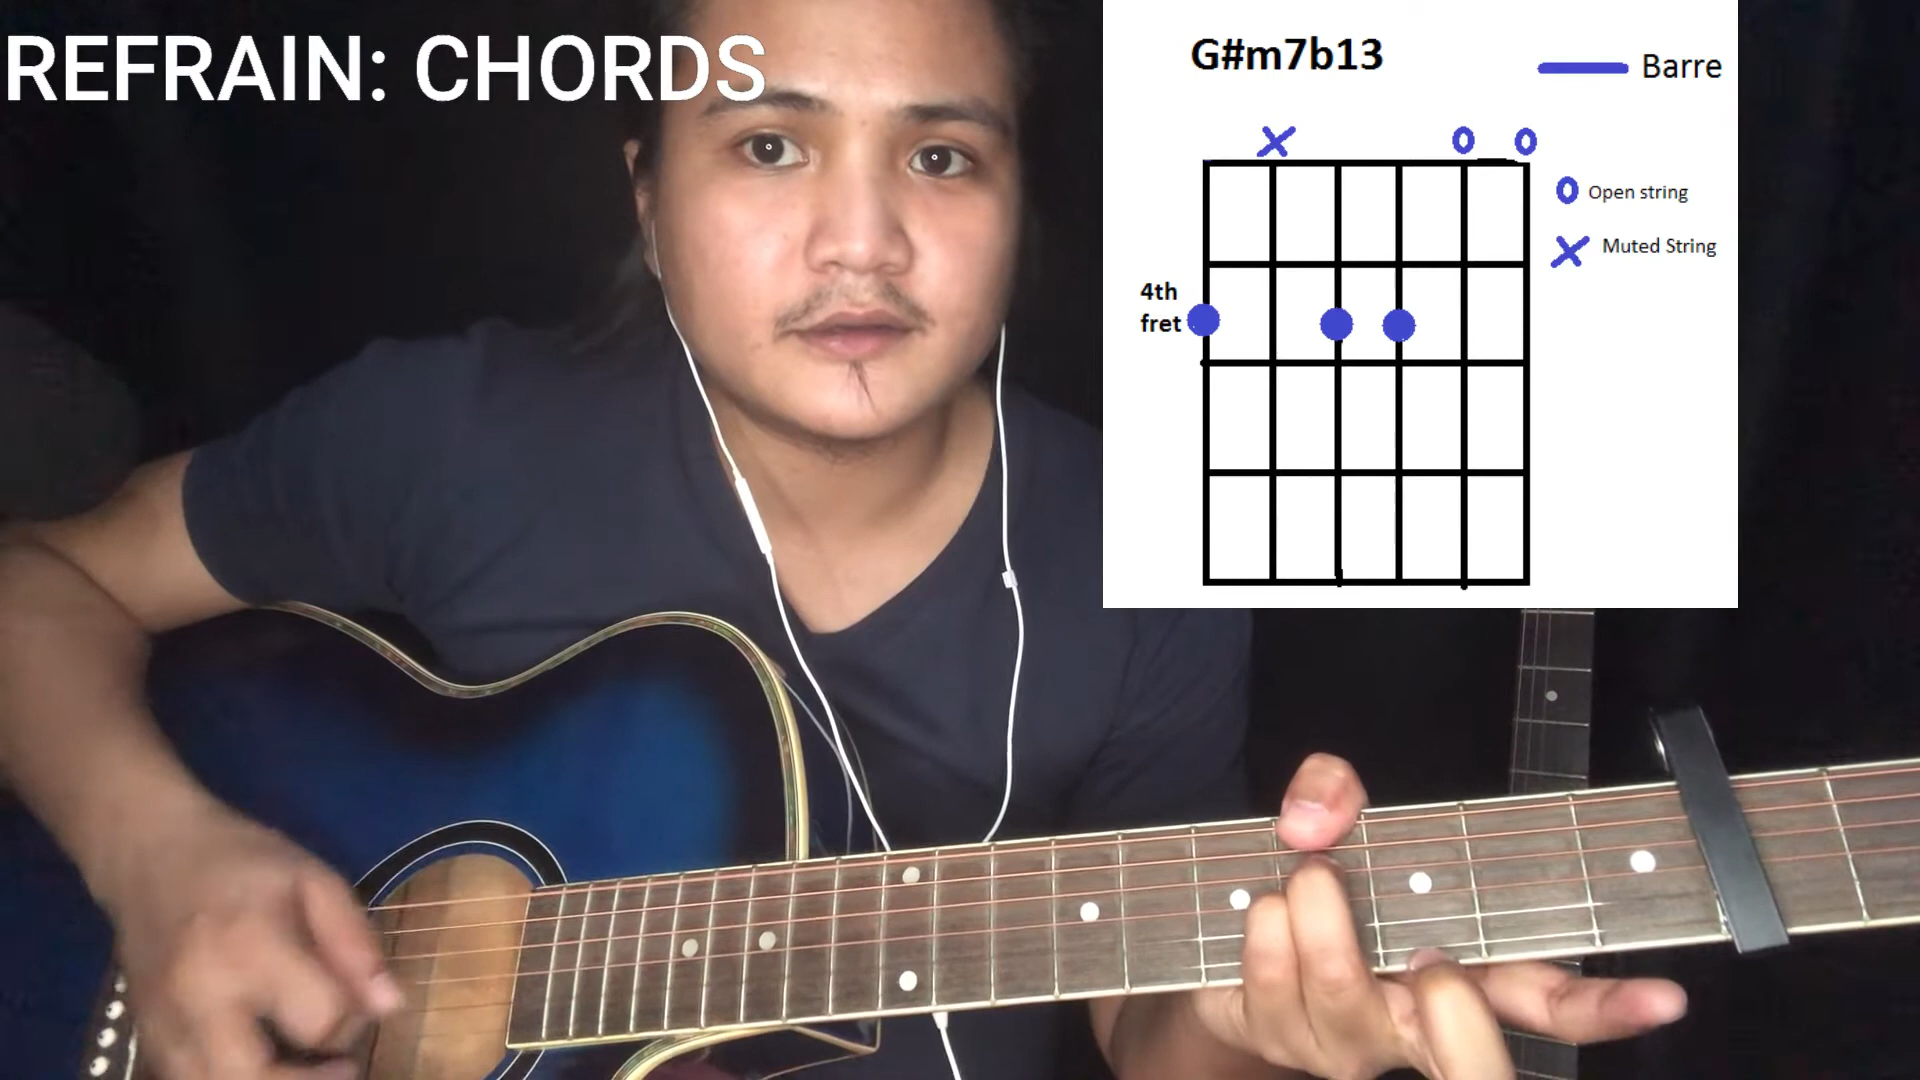 REFRAIN: CHORDS
G#m7b13
Barre
Open string
Muted String
4th
fret